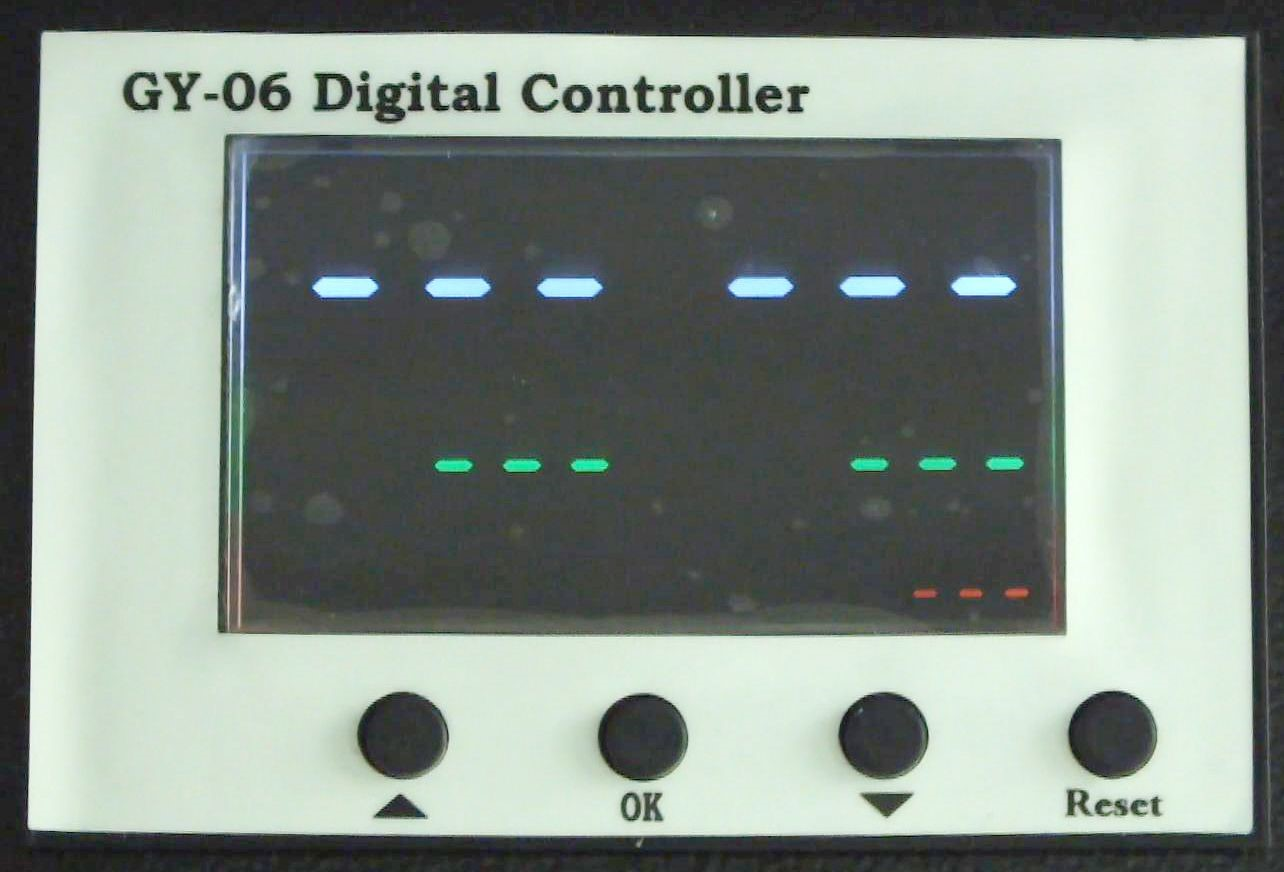 GY-06 Digital Controller
--- ---
--- ---
---
▲ OK ▼ Reset